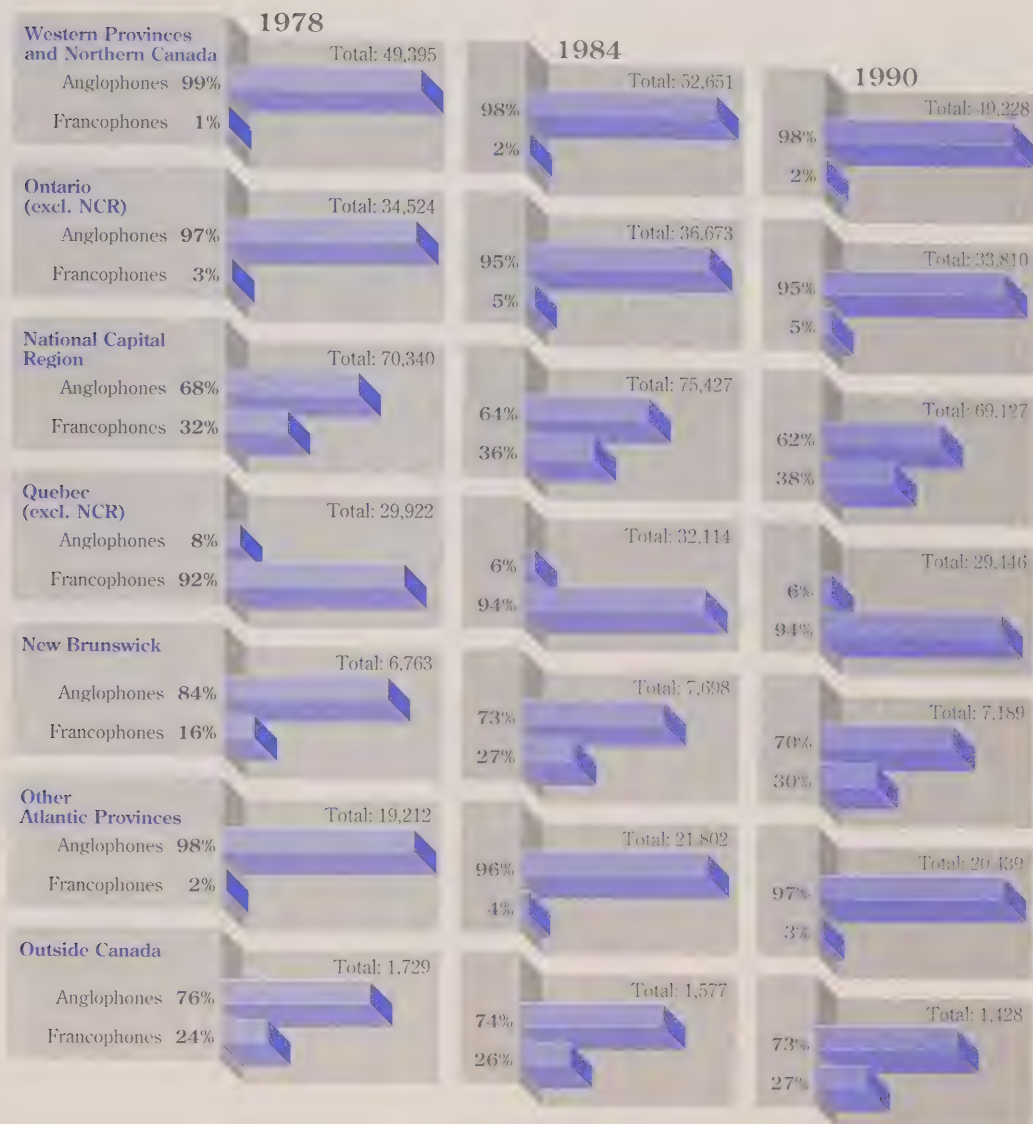 1978
1984
1990
Western Provinces
and Northern Canada
Total: 49,395
Total: 52,651
Total: 49,228
Anglophones 99%
98%
98%
Francophones 1%
2%
2%
Ontario
(excl. NCR)
Total: 34,524
Total: 36,673
Total: 33,810
Anglophones 97%
95%
95%
Francophones 3%
5%
5%
National Capital
Region
Total: 70,340
Total: 75,427
Total: 69,127
Anglophones 68%
64%
62%
Francophones 32%
36%
38%
Quebec
(excl. NCR)
Total: 29,922
Total: 32,114
Total: 29,446
Anglophones 8%
6%
6%
Francophones 92%
94%
94%
New Brunswick
Total: 6,763
Total: 7,698
Total: 7,189
Anglophones 84%
73%
70%
Francophones 16%
27%
30%
Other
Atlantic Provinces
Total: 19,212
Total: 21,802
Total: 20,439
Anglophones 98%
96%
97%
Francophones 2%
4%
3%
Outside Canada
Total: 1,729
Total: 1,577
Total: 1,428
Anglophones 76%
74%
73%
Francophones 24%
26%
27%